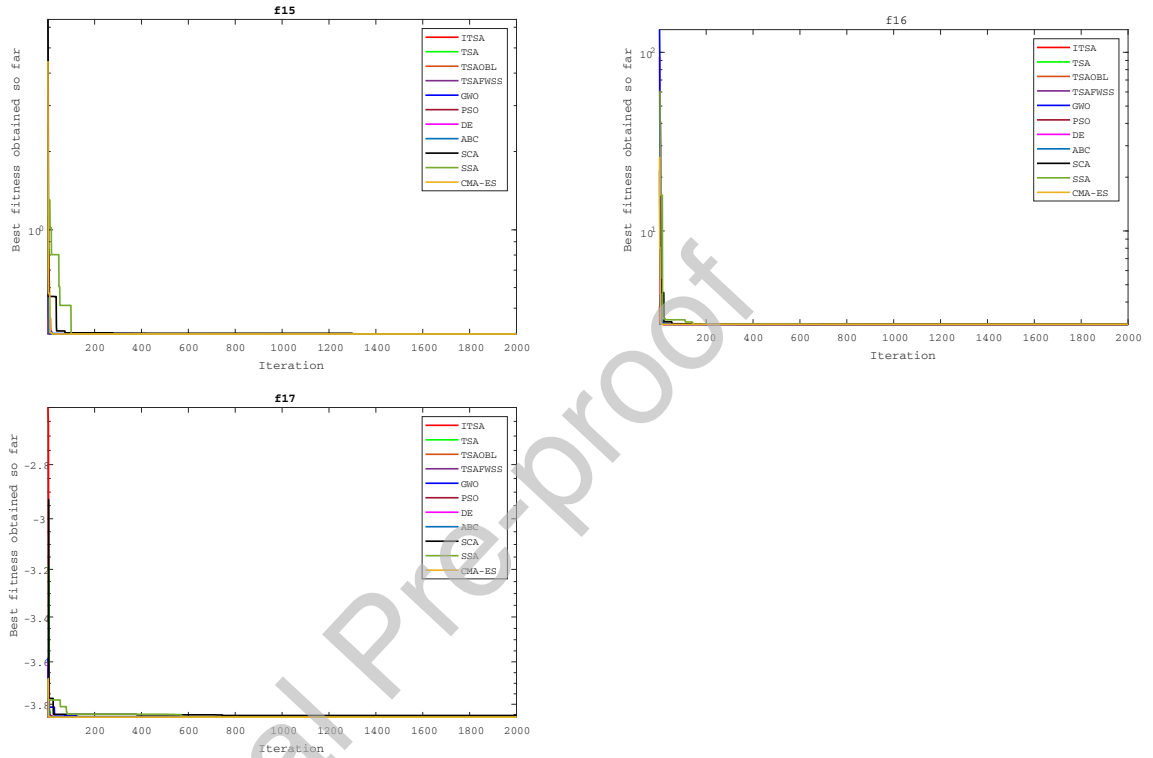 f15
Best fitness obtained so far
10^0
ITSA
TSA
TSAOBL
TSAFWSS
GWO
PSO
DE
ABC
SCA
SSA
CMA-ES
200 400 600 800 1000 1200 1400 1600 1800 2000
Iteration
f16
Best fitness obtained so far
10^2
10^1
ITSA
TSA
TSAOBL
TSAFWSS
GWO
PSO
DE
ABC
SCA
SSA
CMA-ES
200 400 600 800 1000 1200 1400 1600 1800 2000
Iteration
f17
Best fitness obtained so far
-2.8
-3
-3.2
-3.4
-3.6
-3.8
ITSA
TSA
TSAOBL
TSAFWSS
GWO
PSO
DE
ABC
SCA
SSA
CMA-ES
200 400 600 800 1000 1200 1400 1600 1800 2000
Iteration
al Pre-proof